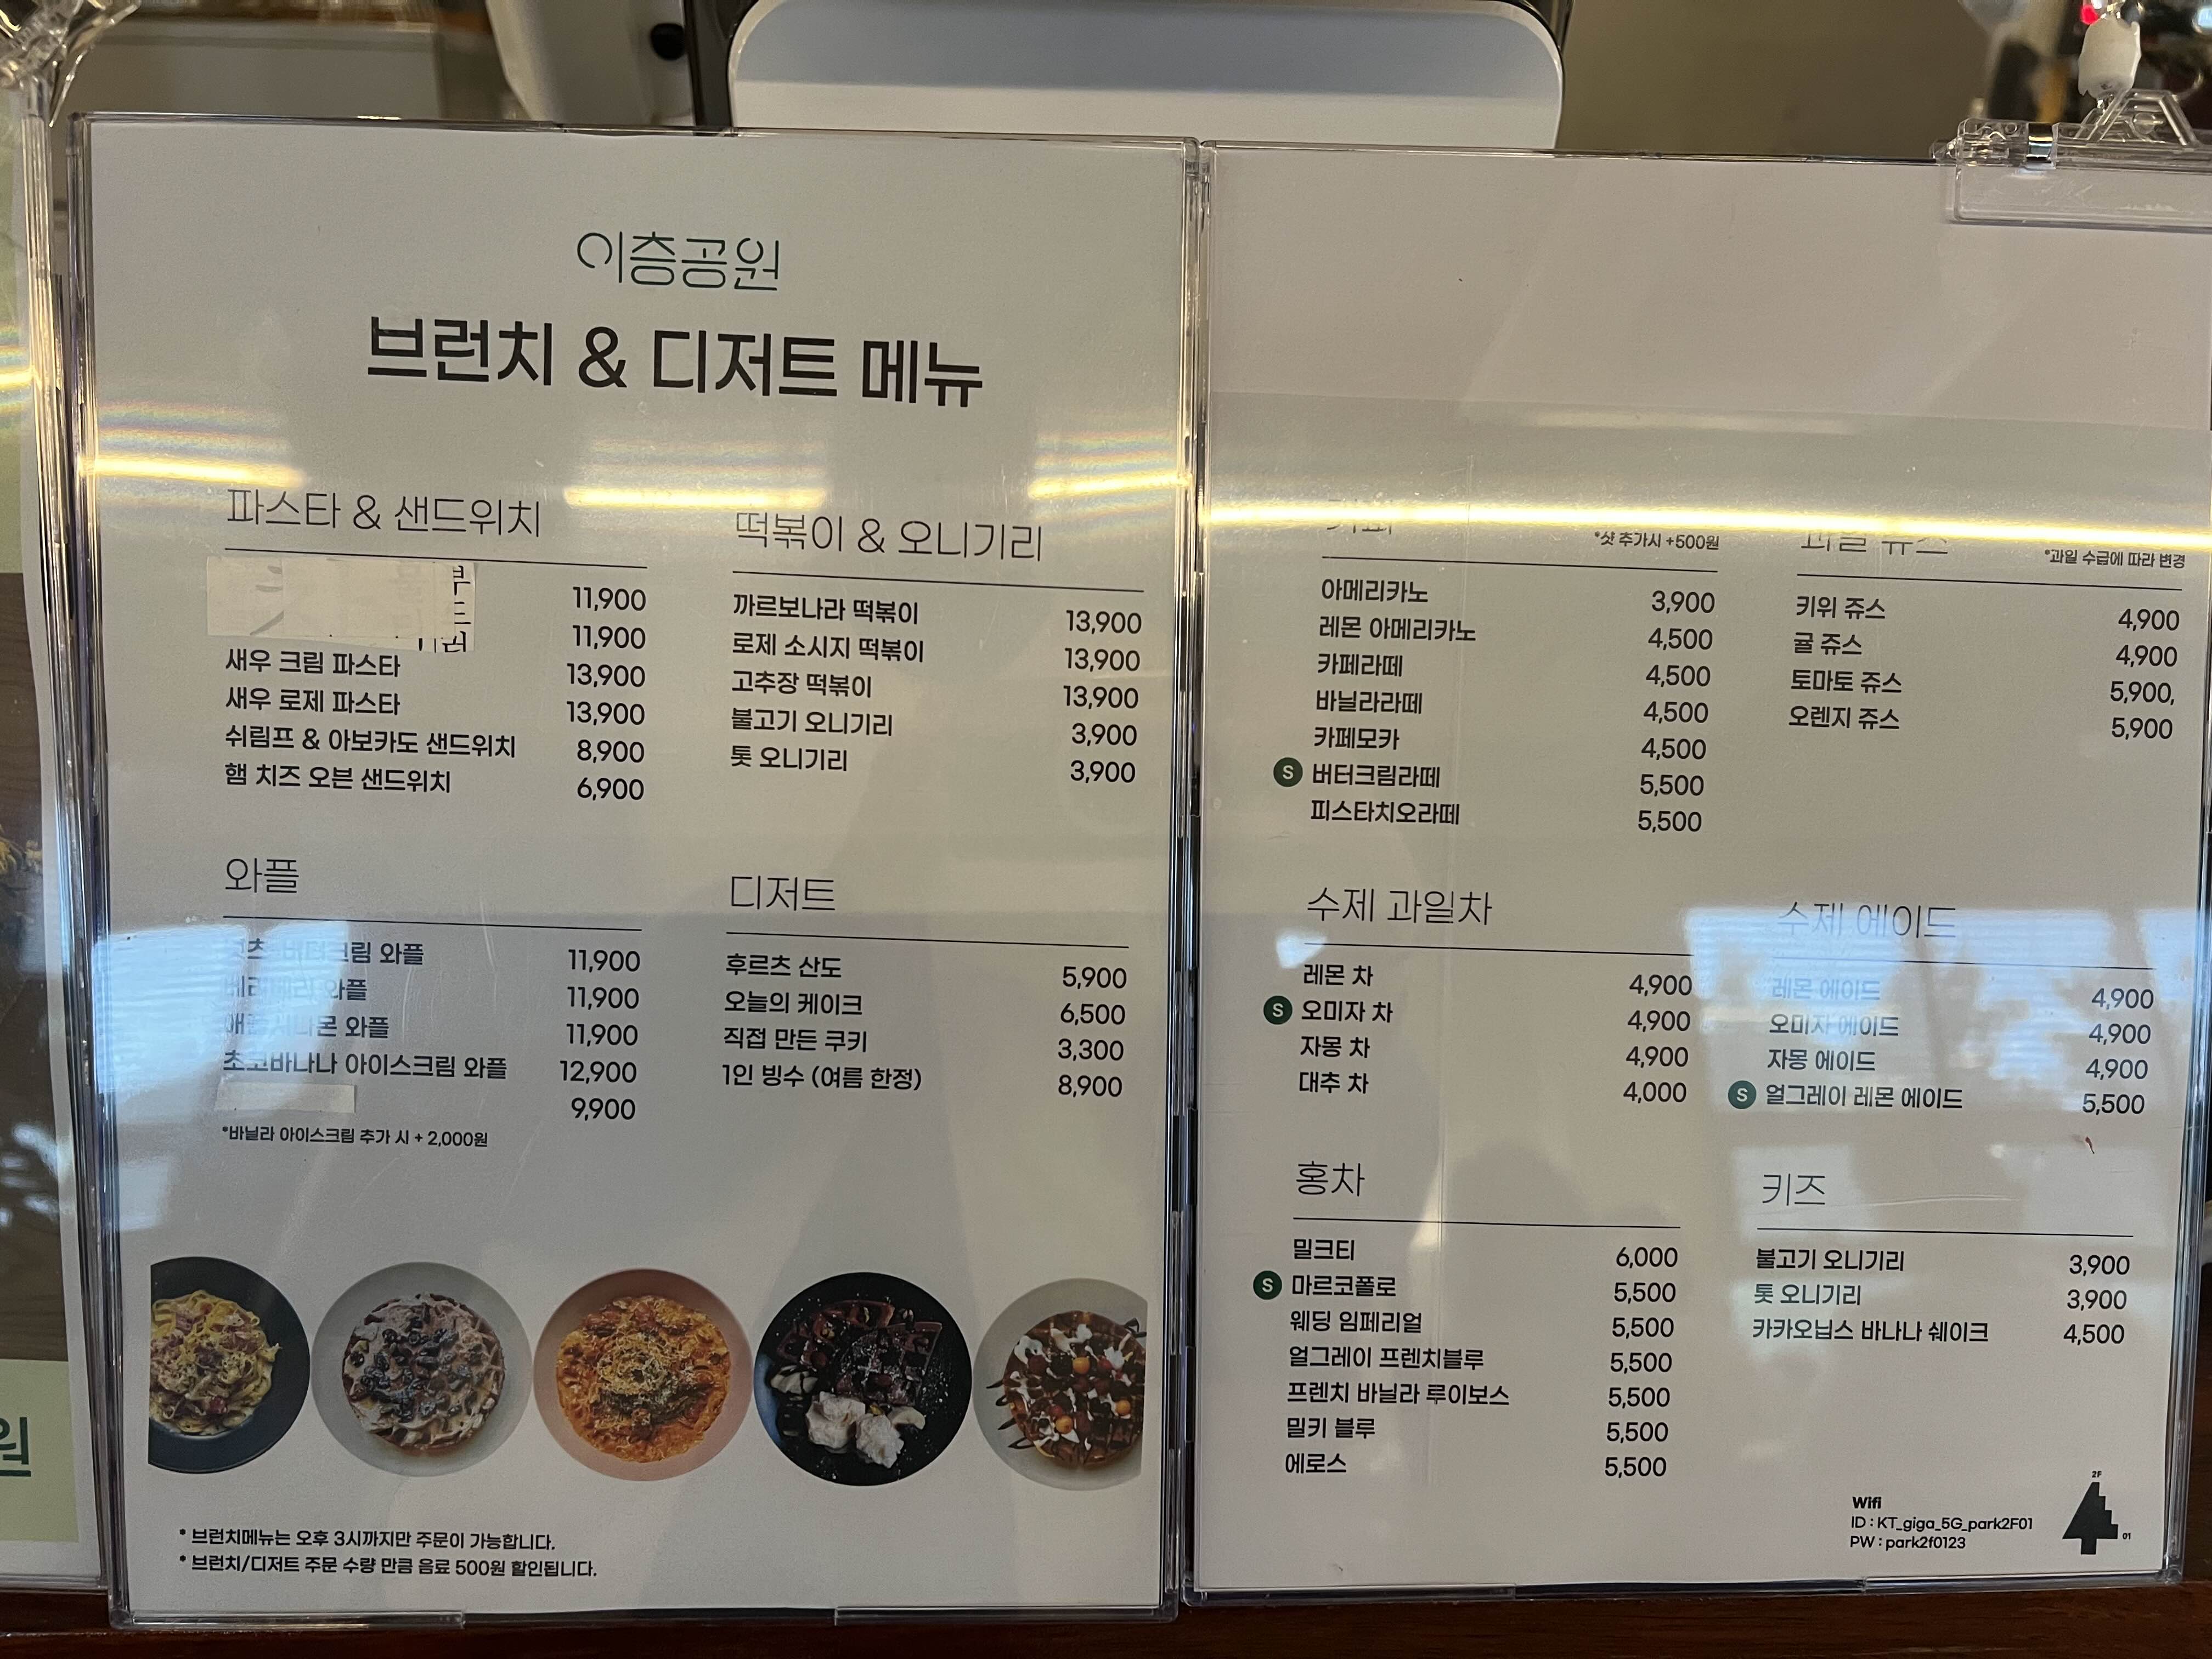 이층공원
브런치 & 디저트 메뉴
파스타 & 샌드위치
11,900
11,900
새우 크림 파스타 13,900
새우 로제 파스타 13,900
쉬림프 & 아보카도 샌드위치 8,900
햄 치즈 오븐 샌드위치 6,900
떡볶이 & 오니기리
까르보나라 떡볶이 13,900
로제 소시지 떡볶이 13,900
고추장 떡볶이 13,900
불고기 오니기리 3,900
톳 오니기리 3,900
와플
와플 11,900
와플 11,900
와플 11,900
초코바나나 아이스크림 와플 12,900
9,900
*바닐라 아이스크림 추가 시 + 2,000원
디저트
후르츠 산도 5,900
오늘의 케이크 6,500
직접 만든 쿠키 3,300
1인 빙수 (여름 한정) 8,900
* 브런치메뉴는 오후 3시까지만 주문이 가능합니다.
* 브런치/디저트 주문 수량 만큼 음료 500원 할인됩니다.
*샷 추가시 +500원
아메리카노 3,900
레몬 아메리카노 4,500
카페라떼 4,500
바닐라라떼 4,500
카페모카 4,500
S 버터크림라떼 5,500
피스타치오라떼 5,500
과일 쥬스 *과일 수급에 따라 변경
키위 쥬스 4,900
귤 쥬스 4,900
토마토 쥬스 5,900,
오렌지 쥬스 5,900
수제 과일차
레몬 차 4,900
S 오미자 차 4,900
자몽 차 4,900
대추 차 4,000
수제 에이드
레몬 에이드 4,900
오미자 에이드 4,900
자몽 에이드 4,900
S 얼그레이 레몬 에이드 5,500
홍차
밀크티 6,000
S 마르코폴로 5,500
웨딩 임페리얼 5,500
얼그레이 프렌치블루 5,500
프렌치 바닐라 루이보스 5,500
밀키 블루 5,500
에로스 5,500
키즈
불고기 오니기리 3,900
톳 오니기리 3,900
카카오닙스 바나나 쉐이크 4,500
Wifi
ID : KT_giga_5G_park2F01
PW : park2f0123
2F
01
원